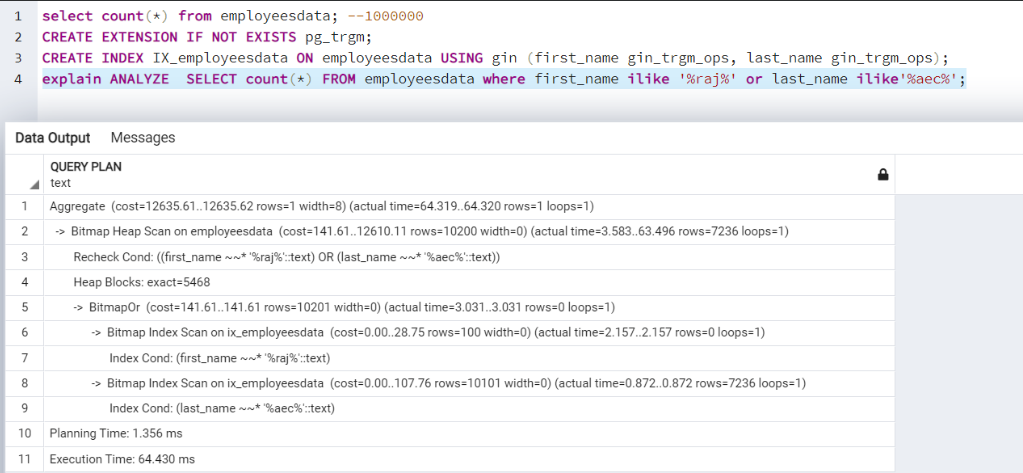 1 select count(*) from employeesdata; --1000000
2 CREATE EXTENSION IF NOT EXISTS pg_trgm;
3 CREATE INDEX IX_employeesdata ON employeesdata USING gin (first_name gin_trgm_ops, last_name gin_trgm_ops);
4 explain ANALYZE  SELECT count(*) FROM employeesdata where first_name ilike '%raj%' or last_name ilike'%aec%';
Data Output Messages
QUERY PLAN
text
1 Aggregate (cost=12635.61..12635.62 rows=1 width=8) (actual time=64.319..64.320 rows=1 loops=1)
2 -> Bitmap Heap Scan on employeesdata (cost=141.61..12610.11 rows=10200 width=0) (actual time=3.583..63.496 rows=7236 loops=1)
3 Recheck Cond: ((first_name ~~* '%raj%'::text) OR (last_name ~~* '%aec%'::text))
4 Heap Blocks: exact=5468
5 -> BitmapOr (cost=141.61..141.61 rows=10201 width=0) (actual time=3.031..3.031 rows=0 loops=1)
6 -> Bitmap Index Scan on ix_employeesdata (cost=0.00..28.75 rows=100 width=0) (actual time=2.157..2.157 rows=0 loops=1)
7 Index Cond: (first_name ~~* '%raj%'::text)
8 -> Bitmap Index Scan on ix_employeesdata (cost=0.00..107.76 rows=10101 width=0) (actual time=0.872..0.872 rows=7236 loops=1)
9 Index Cond: (last_name ~~* '%aec%'::text)
10 Planning Time: 1.356 ms
11 Execution Time: 64.430 ms